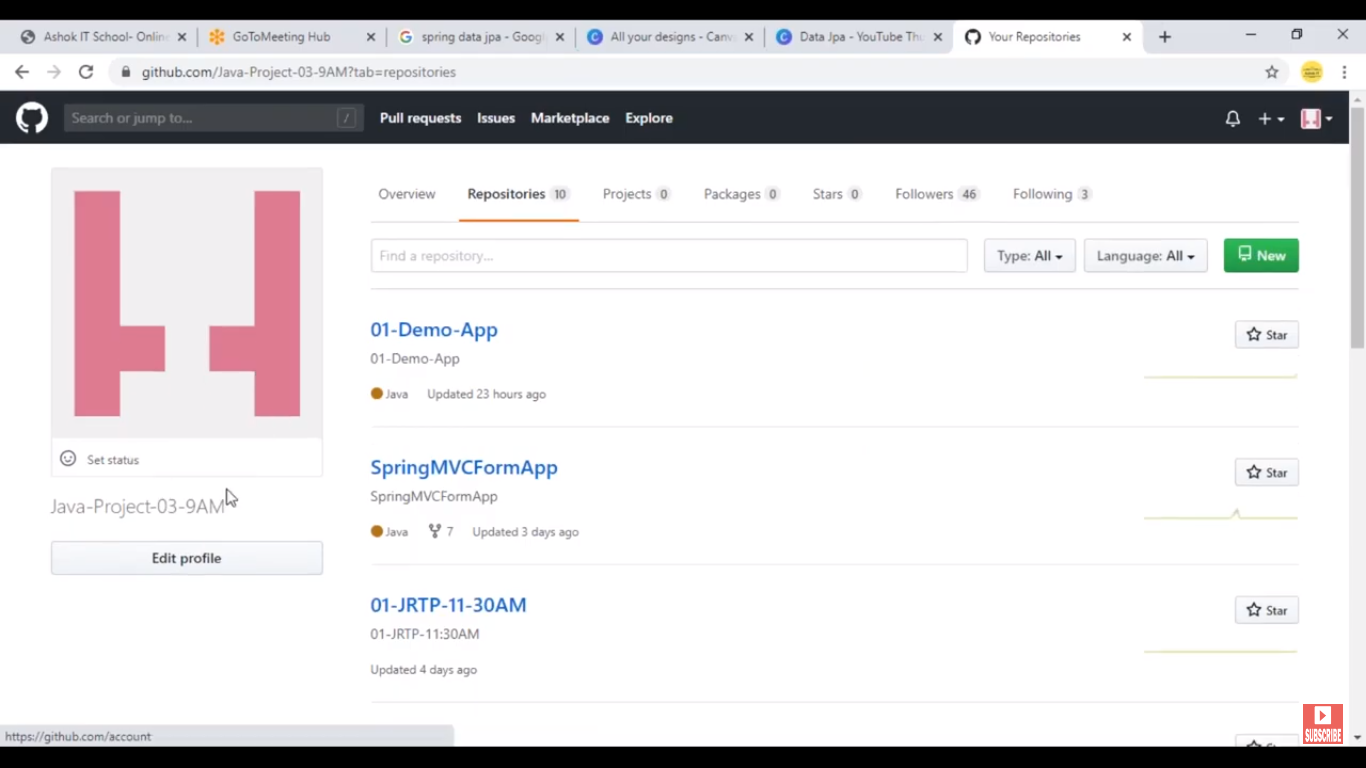 Ashok IT School- Onlin
GoToMeeting Hub
spring data jpa - Googl
All your designs - Canv
Data Jpa - YouTube Thu
Your Repositories
github.com/Java-Project-03-9AM?tab=repositories
Search or jump to...
/
Pull requests
Issues
Marketplace
Explore
Overview
Repositories 10
Projects 0
Packages 0
Stars 0
Followers 46
Following 3
Find a repository...
Type: All
Language: All
New
01-Demo-App
Star
01-Demo-App
Java
Updated 23 hours ago
SpringMVCFormApp
Star
SpringMVCFormApp
Java
7
Updated 3 days ago
01-JRTP-11-30AM
Star
01-JRTP-11:30AM
Updated 4 days ago
Set status
Java-Project-03-9AM
Edit profile
https://github.com/account
SUBSCRIBE